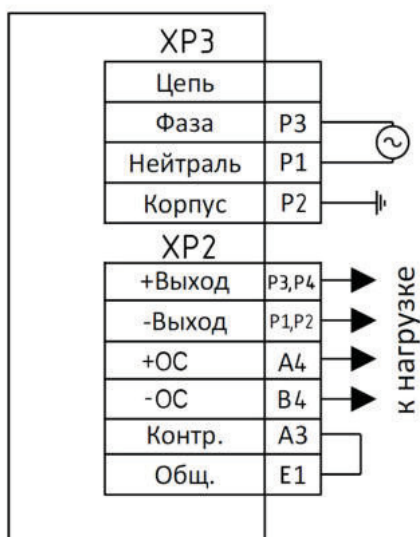 XP3
Цепь
Фаза P3
Нейтраль P1
Корпус P2
XP2
+Выход P3,P4
-Выход P1,P2
+ОС A4
-ОС B4
Контр. A3
Общ. E1
к нагрузке